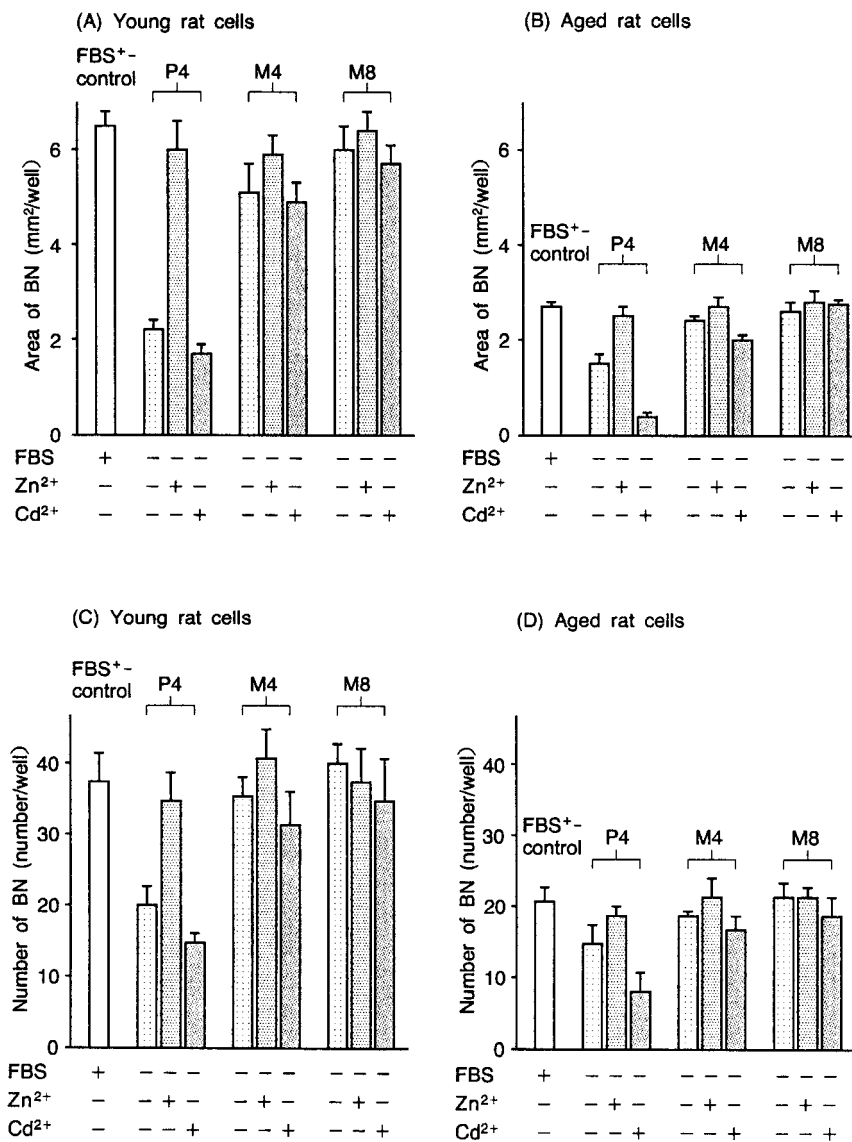 (A) Young rat cells
FBS⁺-
control
P4
M4
M8
6
4
2
0
Area of BN (mm²/well)
FBS + − − − − − − − − −
Zn²⁺ − − + − − + − − + −
Cd²⁺ − − − + − − + − − +
(B) Aged rat cells
FBS⁺-
control
P4
M4
M8
6
4
2
0
Area of BN (mm²/well)
FBS + − − − − − − − − −
Zn²⁺ − − + − − + − − + −
Cd²⁺ − − − + − − + − − +
(C) Young rat cells
FBS⁺-
control
P4
M4
M8
40
30
20
10
0
Number of BN (number/well)
FBS + − − − − − − − − −
Zn²⁺ − − + − − + − − + −
Cd²⁺ − − − + − − + − − +
(D) Aged rat cells
FBS⁺-
control
P4
M4
M8
40
30
20
10
0
Number of BN (number/well)
FBS + − − − − − − − − −
Zn²⁺ − − + − − + − − + −
Cd²⁺ − − − + − − + − − +